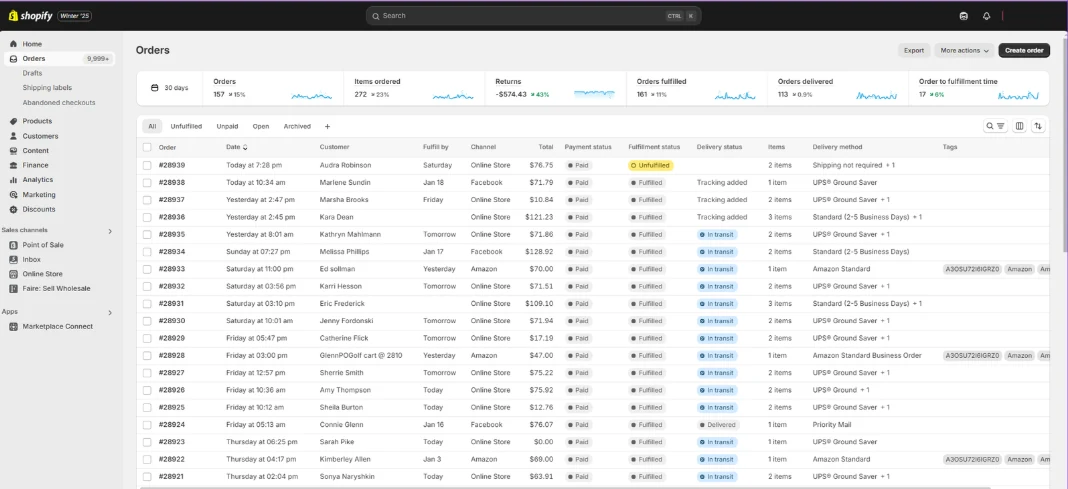 shopify Winter '25 Search CTRL K
Home
Orders 9,999+
Drafts
Shipping labels
Abandoned checkouts
Products
Customers
Content
Finance
Analytics
Marketing
Discounts
Sales channels
Point of Sale
Inbox
Online Store
Faire: Sell Wholesale
Apps
Marketplace Connect
Orders Export More actions Create order
30 days
Orders
157 15%
Items ordered
272 23%
Returns
-$574.43 43%
Orders fulfilled
161 11%
Orders delivered
113 0.9%
Order to fulfillment time
17 6%
All Unfulfilled Unpaid Open Archived +
Order Date Customer Fulfill by Channel Total Payment status Fulfillment status Delivery status Items Delivery method Tags
#28939 Today at 7:28 pm Audra Robinson Saturday Online Store $76.75 Paid Unfulfilled 2 items Shipping not required + 1
#28938 Today at 10:34 am Marlene Sundin Jan 18 Facebook $71.79 Paid Fulfilled Tracking added 1 item UPS® Ground Saver
#28937 Yesterday at 2:47 pm Marsha Brooks Friday Online Store $10.84 Paid Fulfilled Tracking added 2 items UPS® Ground Saver + 1
#28936 Yesterday at 2:45 pm Kara Dean Online Store $121.23 Paid Fulfilled Tracking added 3 items Standard (2-5 Business Days) + 1
#28935 Yesterday at 8:01 am Kathryn Mahlmann Tomorrow Online Store $71.86 Paid Fulfilled In transit 2 items UPS® Ground Saver + 1
#28934 Sunday at 07:27 pm Melissa Phillips Jan 17 Facebook $128.92 Paid Fulfilled In transit 2 items Standard (2-5 Business Days)
#28933 Saturday at 11:00 pm Ed sollman Yesterday Amazon $70.00 Paid Fulfilled In transit 1 item Amazon Standard A3OSU72I6IGRZ0 Amazon Am
#28932 Saturday at 03:56 pm Karri Hesson Tomorrow Online Store $71.51 Paid Fulfilled In transit 2 items UPS® Ground Saver + 1
#28931 Saturday at 03:10 pm Eric Frederick Online Store $109.10 Paid Fulfilled In transit 3 items Standard (2-5 Business Days) + 1
#28930 Saturday at 10:01 am Jenny Fordonski Tomorrow Online Store $71.94 Paid Fulfilled In transit 2 items UPS® Ground Saver + 1
#28929 Friday at 05:47 pm Catherine Flick Tomorrow Online Store $17.19 Paid Fulfilled In transit 2 items UPS® Ground Saver + 1
#28928 Friday at 03:00 pm GlennPOGolf cart @ 2810 Yesterday Amazon $47.00 Paid Fulfilled In transit 1 item Amazon Standard Business Order A3OSU72I6IGRZ0 Amazon Am
#28927 Friday at 12:57 pm Sherrie Smith Tomorrow Online Store $75.22 Paid Fulfilled In transit 2 items UPS® Ground Saver + 1
#28926 Friday at 10:36 am Amy Thompson Today Online Store $75.92 Paid Fulfilled In transit 2 items UPS® Ground + 1
#28925 Friday at 10:12 am Sheila Burton Today Online Store $12.76 Paid Fulfilled In transit 2 items UPS® Ground Saver + 1
#28924 Friday at 05:13 am Connie Glenn Jan 16 Facebook $76.07 Paid Fulfilled Delivered 1 item Priority Mail
#28923 Thursday at 06:25 pm Sarah Pike Today Online Store $0.00 Paid Fulfilled In transit 1 item UPS® Ground Saver
#28922 Thursday at 04:17 pm Kimberley Allen Jan 3 Amazon $69.00 Paid Fulfilled In transit 1 item Amazon Standard A3OSU72I6IGRZ0 Amazon Am
#28921 Thursday at 02:04 pm Sonya Naryshkin Today Online Store $63.91 Paid Fulfilled In transit 2 items UPS® Ground Saver + 1